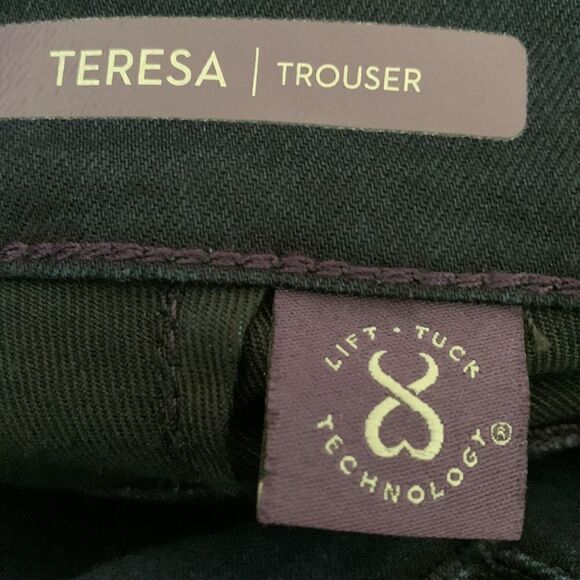 TERESA | TROUSER
LIFT · TUCK
TECHNOLOGY®